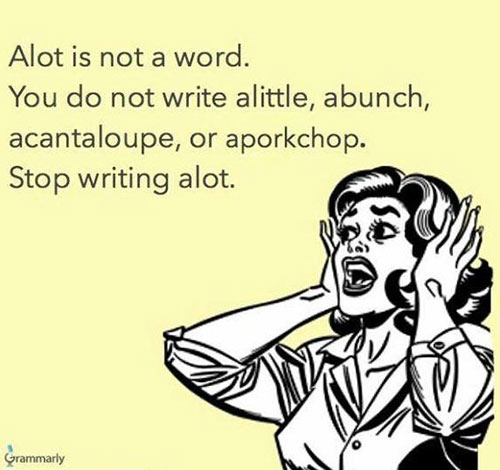 Alot is not a word.
You do not write alittle, abunch,
acantaloupe, or aporkchop.
Stop writing alot.
Grammarly